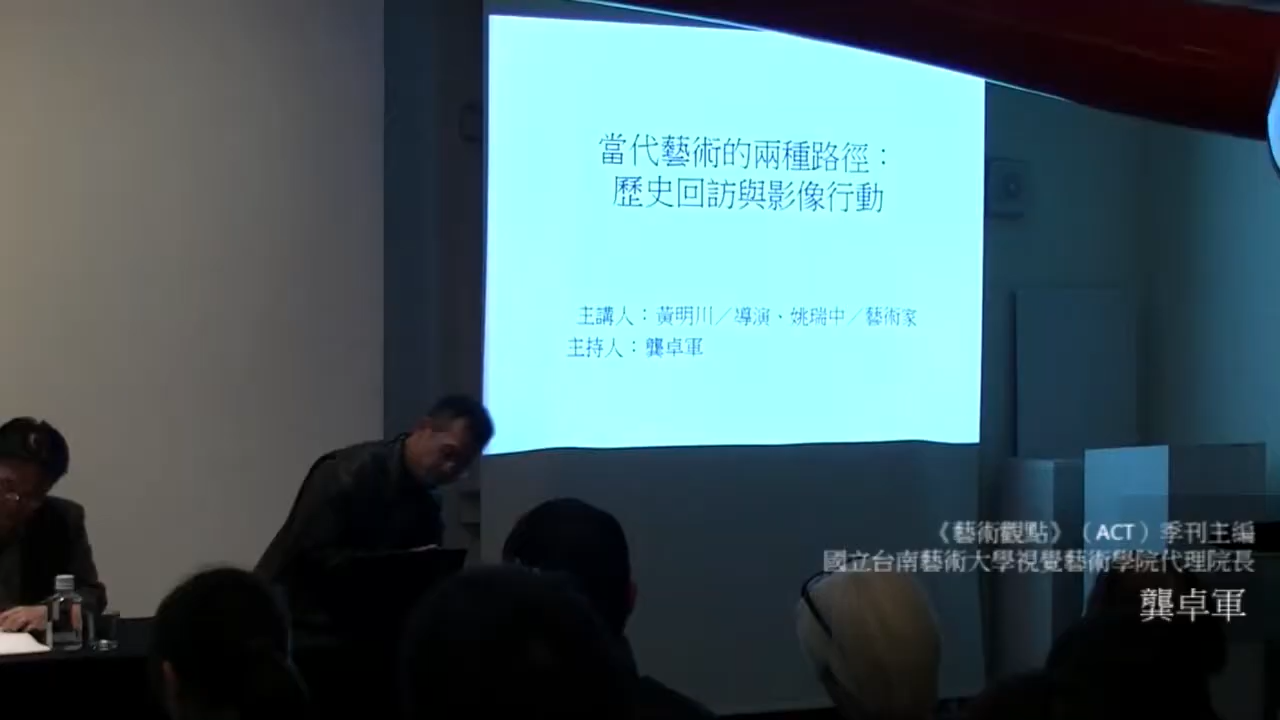 當代藝術的兩種路徑：
歷史回訪與影像行動
主講人：黃明川／導演、姚瑞中／藝術家
主持人：龔卓軍
《藝術觀點》（ACT）季刊主編
國立台南藝術大學視覺藝術學院代理院長
龔卓軍